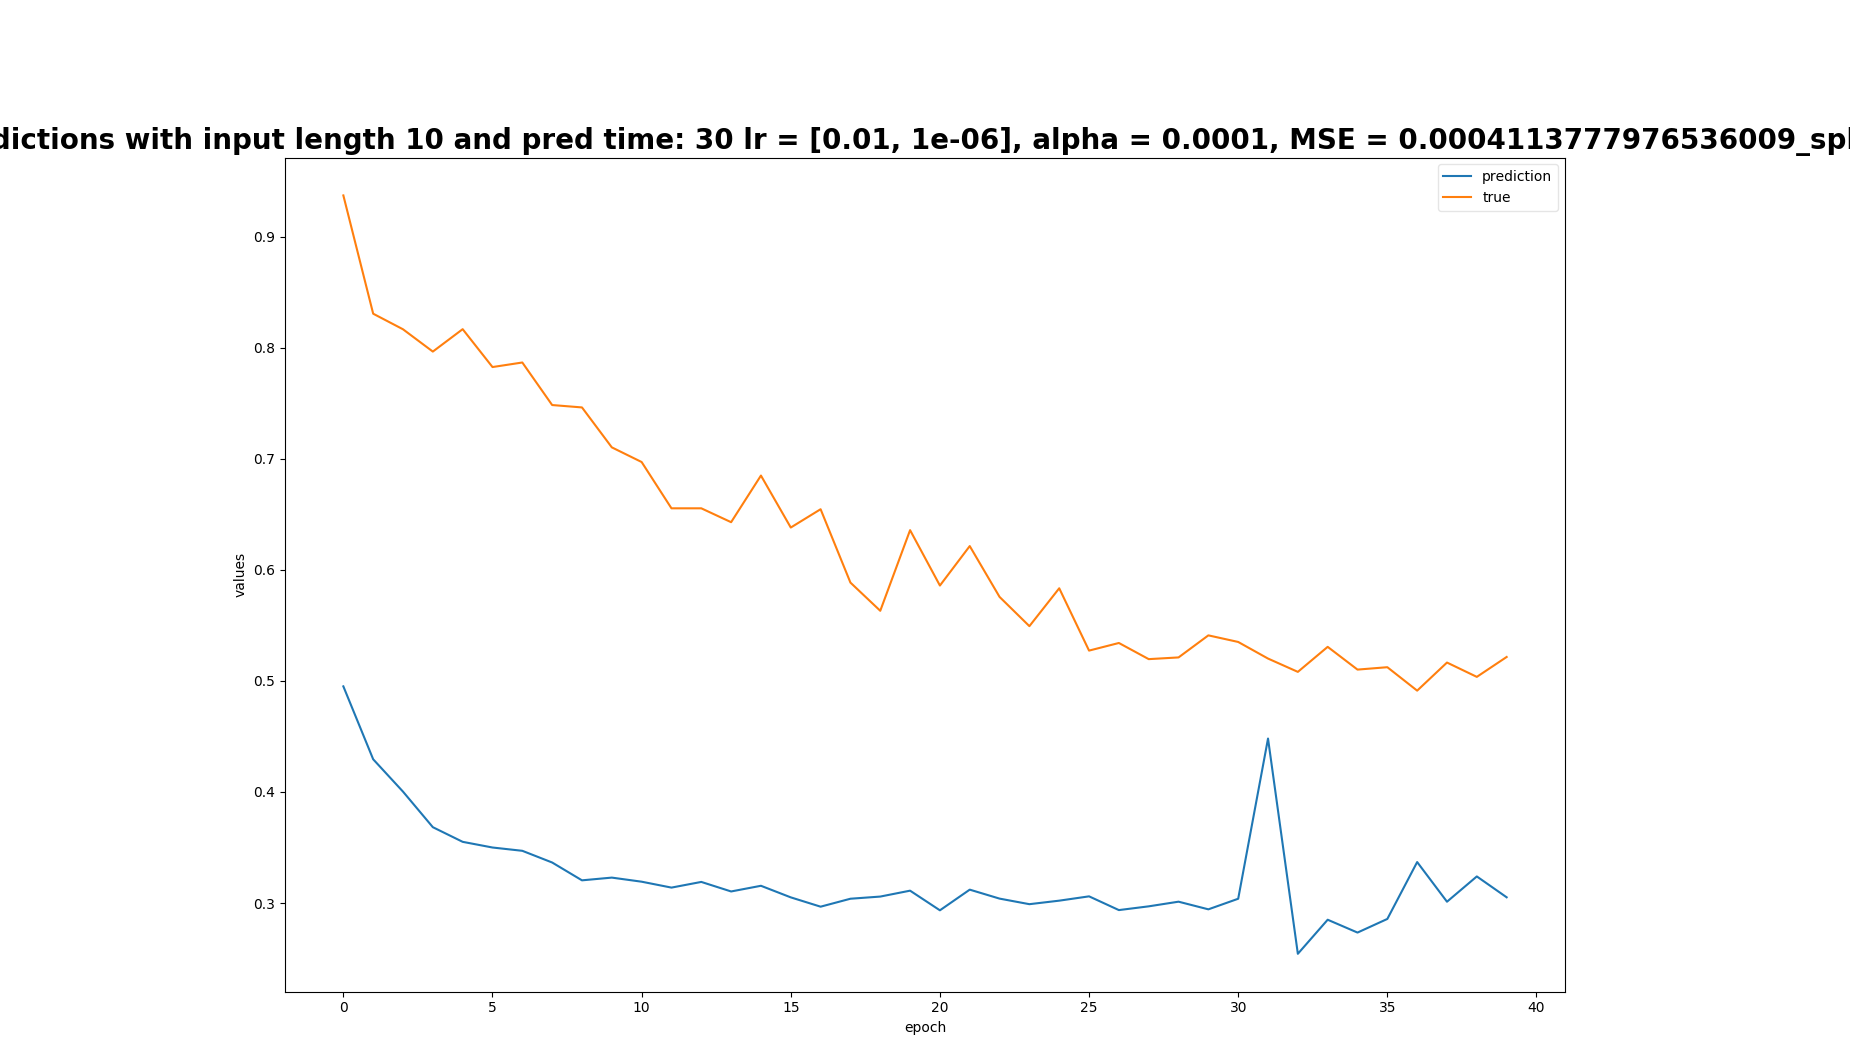 dictions with input length 10 and pred time: 30 lr = [0.01, 1e-06], alpha = 0.0001, MSE = 0.0004113777976536009_spl
prediction
true
0.9
0.8
0.7
0.6
0.5
0.4
0.3
values
0 5 10 15 20 25 30 35 40
epoch